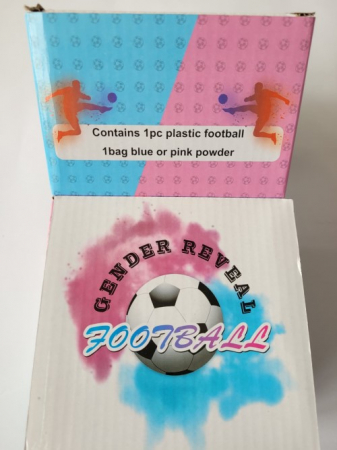 Contains 1pc plastic football
1bag blue or pink powder
GENDER REVEAL
FOOTBALL